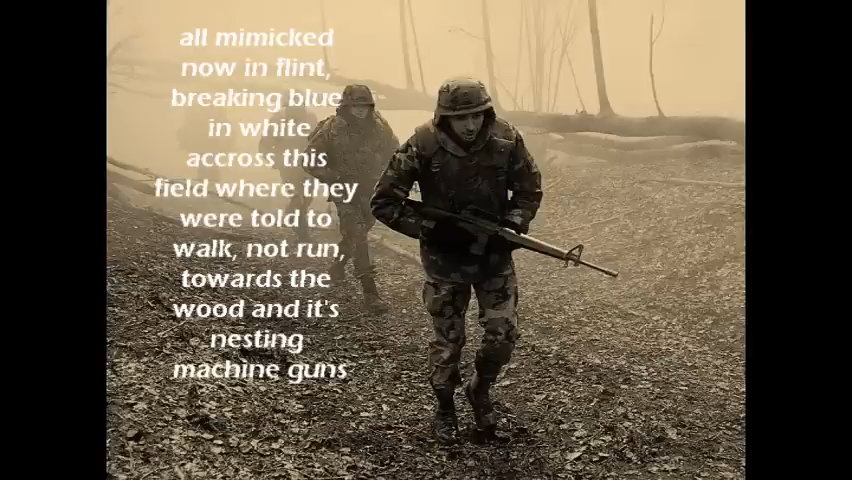 all mimicked
now in flint,
breaking blue
in white
accross this
field where they
were told to
walk, not run,
towards the
wood and it's
nesting
machine guns